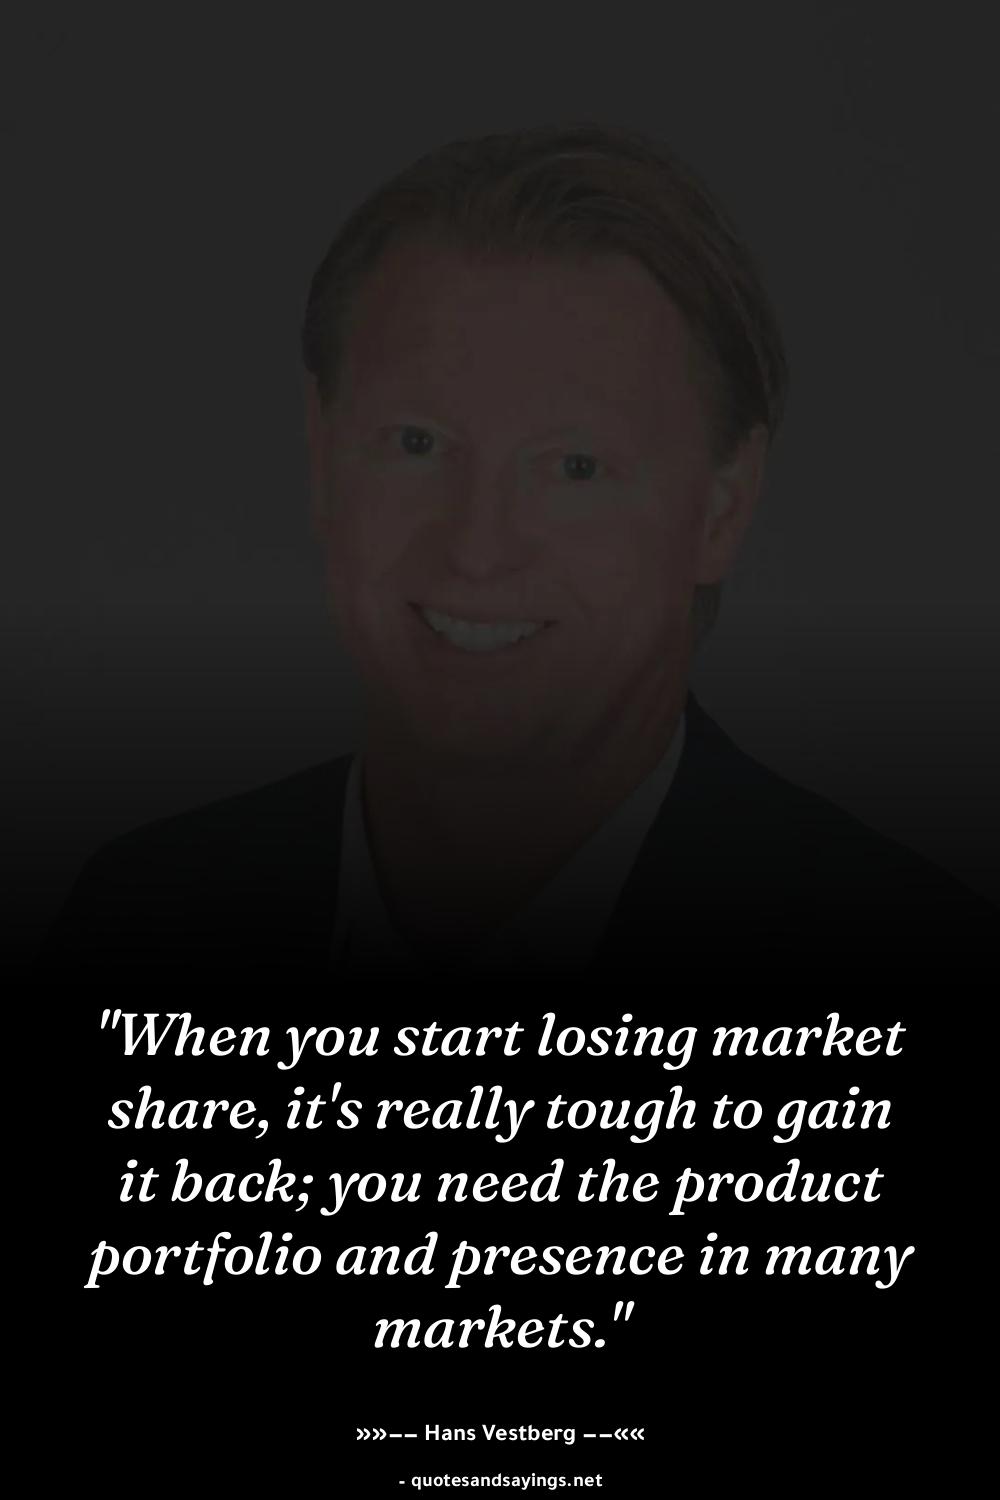 "When you start losing market
share, it's really tough to gain
it back; you need the product
portfolio and presence in many
markets."
»»−− Hans Vestberg −−««
- quotesandsayings.net